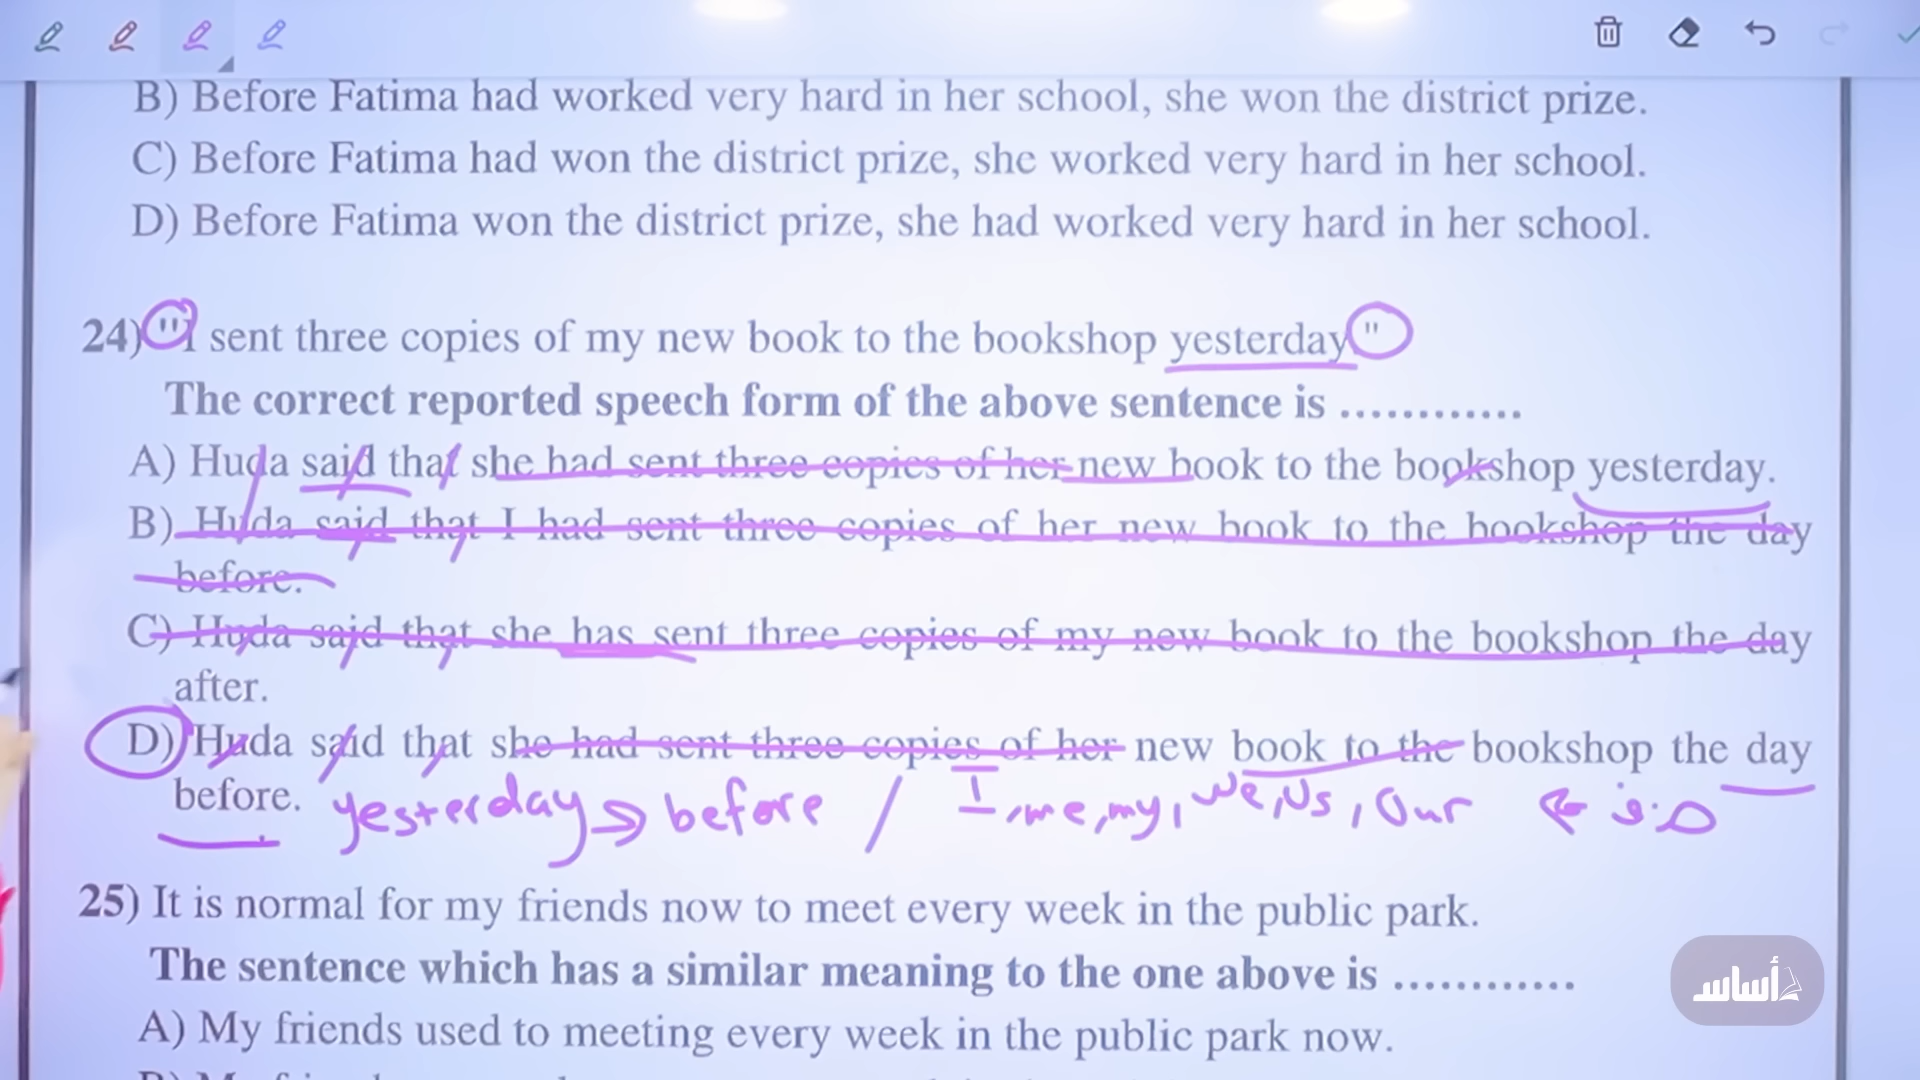 B) Before Fatima had worked very hard in her school, she won the district prize.
C) Before Fatima had won the district prize, she worked very hard in her school.
D) Before Fatima won the district prize, she had worked very hard in her school.
24) "I sent three copies of my new book to the bookshop yesterday."
The correct reported speech form of the above sentence is ............
A) Huda said that she had sent three copies of her new book to the bookshop yesterday.
B) Huda said that I had sent three copies of her new book to the bookshop the day
before.
C) Huda said that she has sent three copies of my new book to the bookshop the day
after.
D) Huda said that she had sent three copies of her new book to the bookshop the day
before.
yesterday → before / I, me, my, we, us, our ←
25) It is normal for my friends now to meet every week in the public park.
The sentence which has a similar meaning to the one above is ............
A) My friends used to meeting every week in the public park now.
أساس